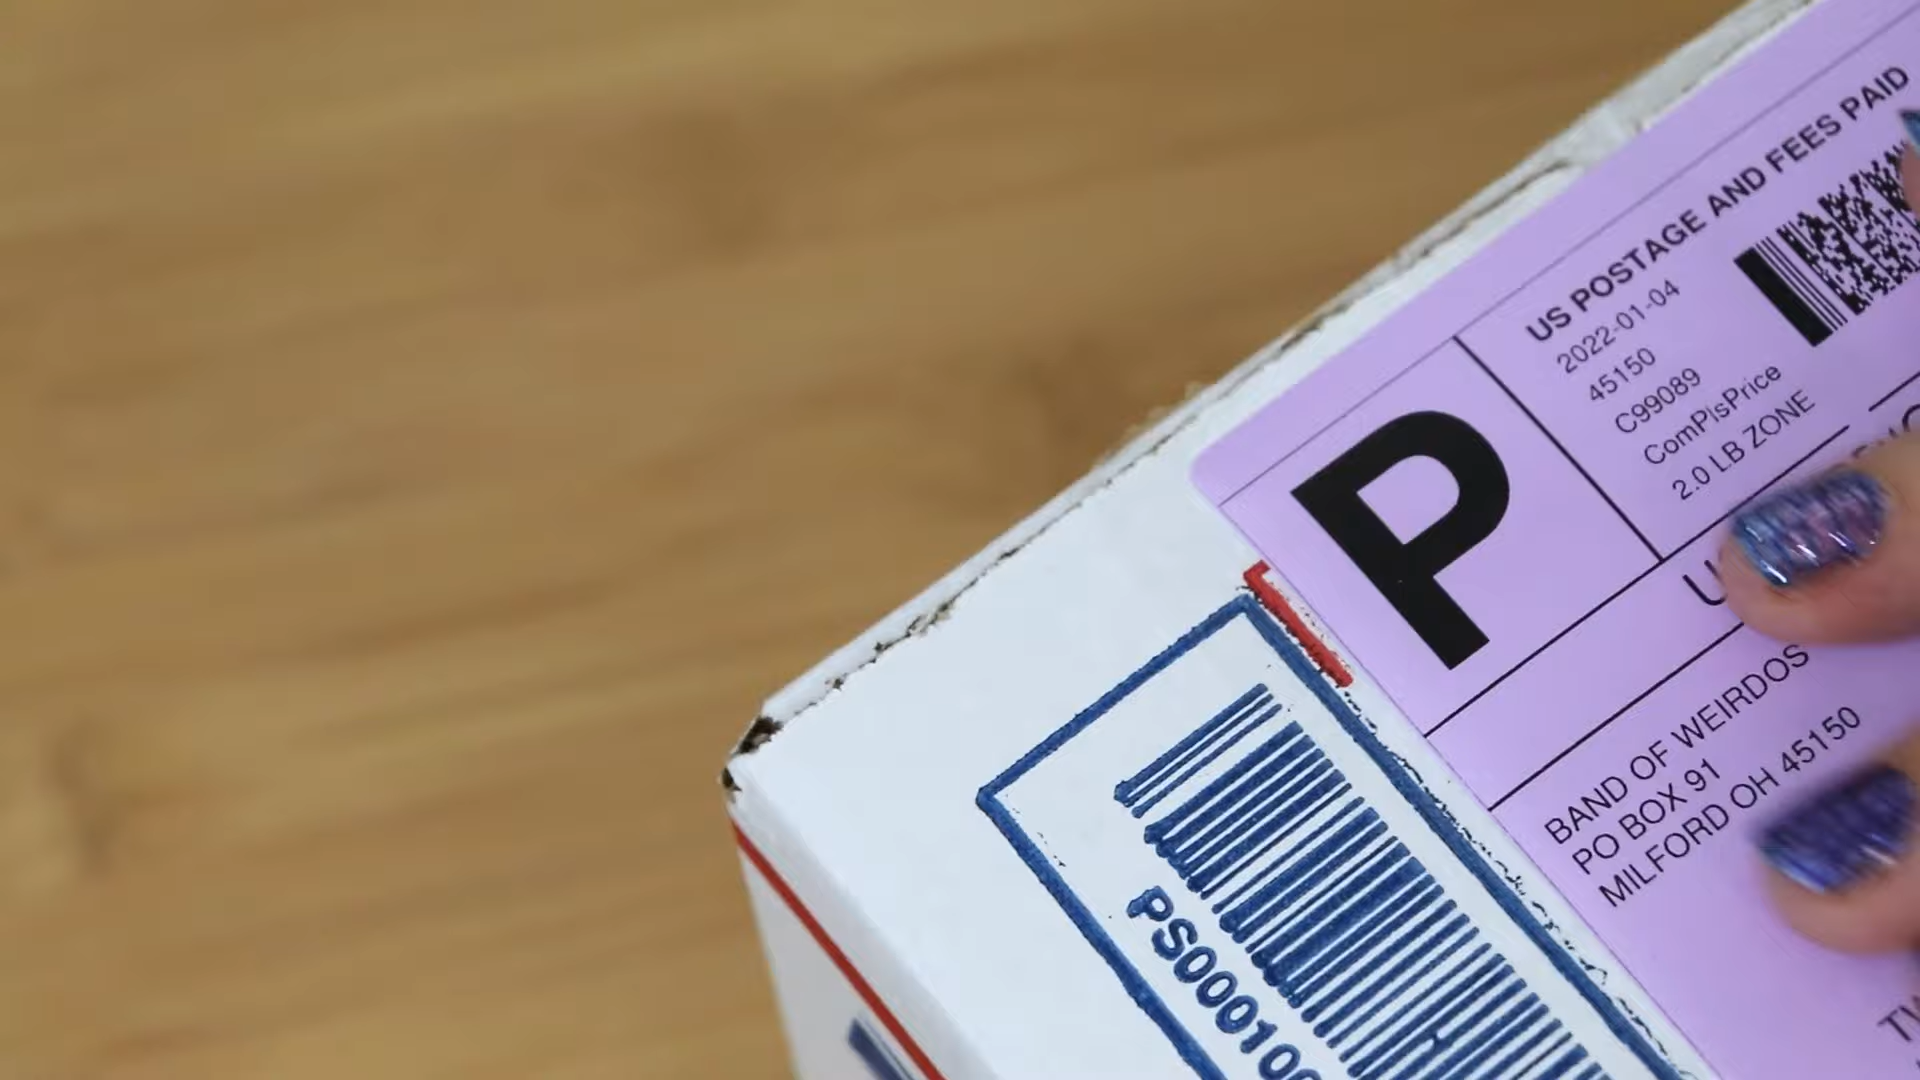 US POSTAGE AND FEES PAID
2022-01-04
45150
C99089
ComPlsPrice
2.0 LB ZONE
P
BAND OF WEIRDOS
PO BOX 91
MILFORD OH 45150